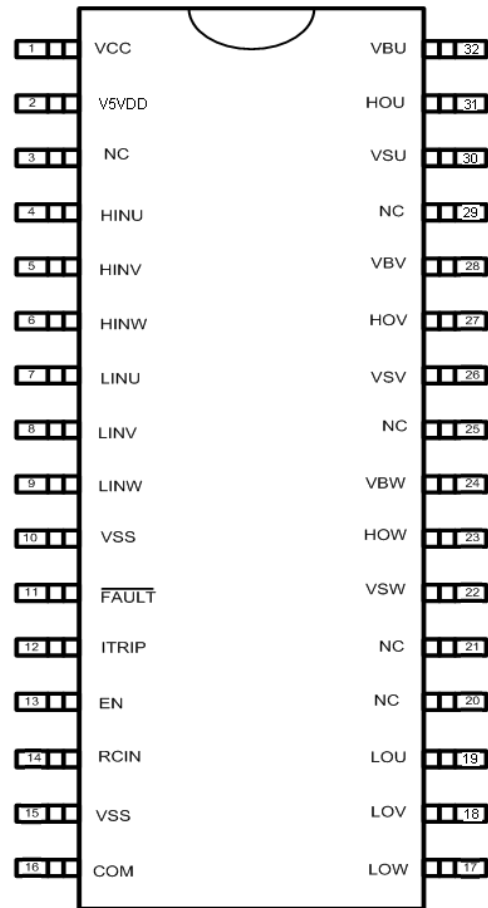 1 VCC VBU 32
2 V5VDD HOU 31
3 NC VSU 30
4 HINU NC 29
5 HINV VBV 28
6 HINW HOV 27
7 LINU VSV 26
8 LINV NC 25
9 LINW VBW 24
10 VSS HOW 23
11 FAULT VSW 22
12 ITRIP NC 21
13 EN NC 20
14 RCIN LOU 19
15 VSS LOV 18
16 COM LOW 17